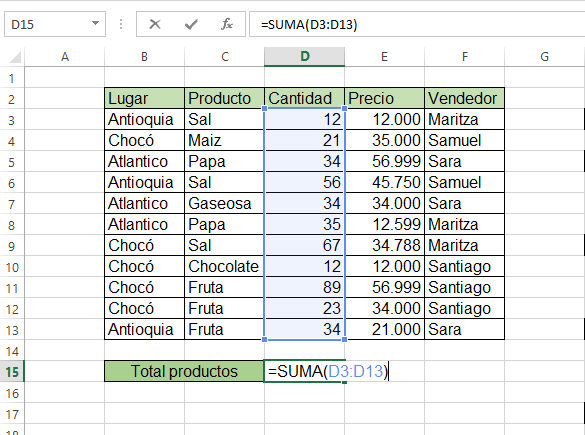 D15 =SUMA(D3:D13)
A B C D E F G
1
2 Lugar Producto Cantidad Precio Vendedor
3 Antioquia Sal 12 12.000 Maritza
4 Chocó Maiz 21 35.000 Samuel
5 Atlantico Papa 34 56.999 Sara
6 Antioquia Sal 56 45.750 Samuel
7 Atlantico Gaseosa 34 34.000 Sara
8 Atlantico Papa 35 12.599 Maritza
9 Chocó Sal 67 34.788 Maritza
10 Chocó Chocolate 12 12.000 Santiago
11 Chocó Fruta 89 56.999 Santiago
12 Chocó Fruta 23 34.000 Santiago
13 Antioquia Fruta 34 21.000 Sara
14
15 Total productos =SUMA(D3:D13)
16
17